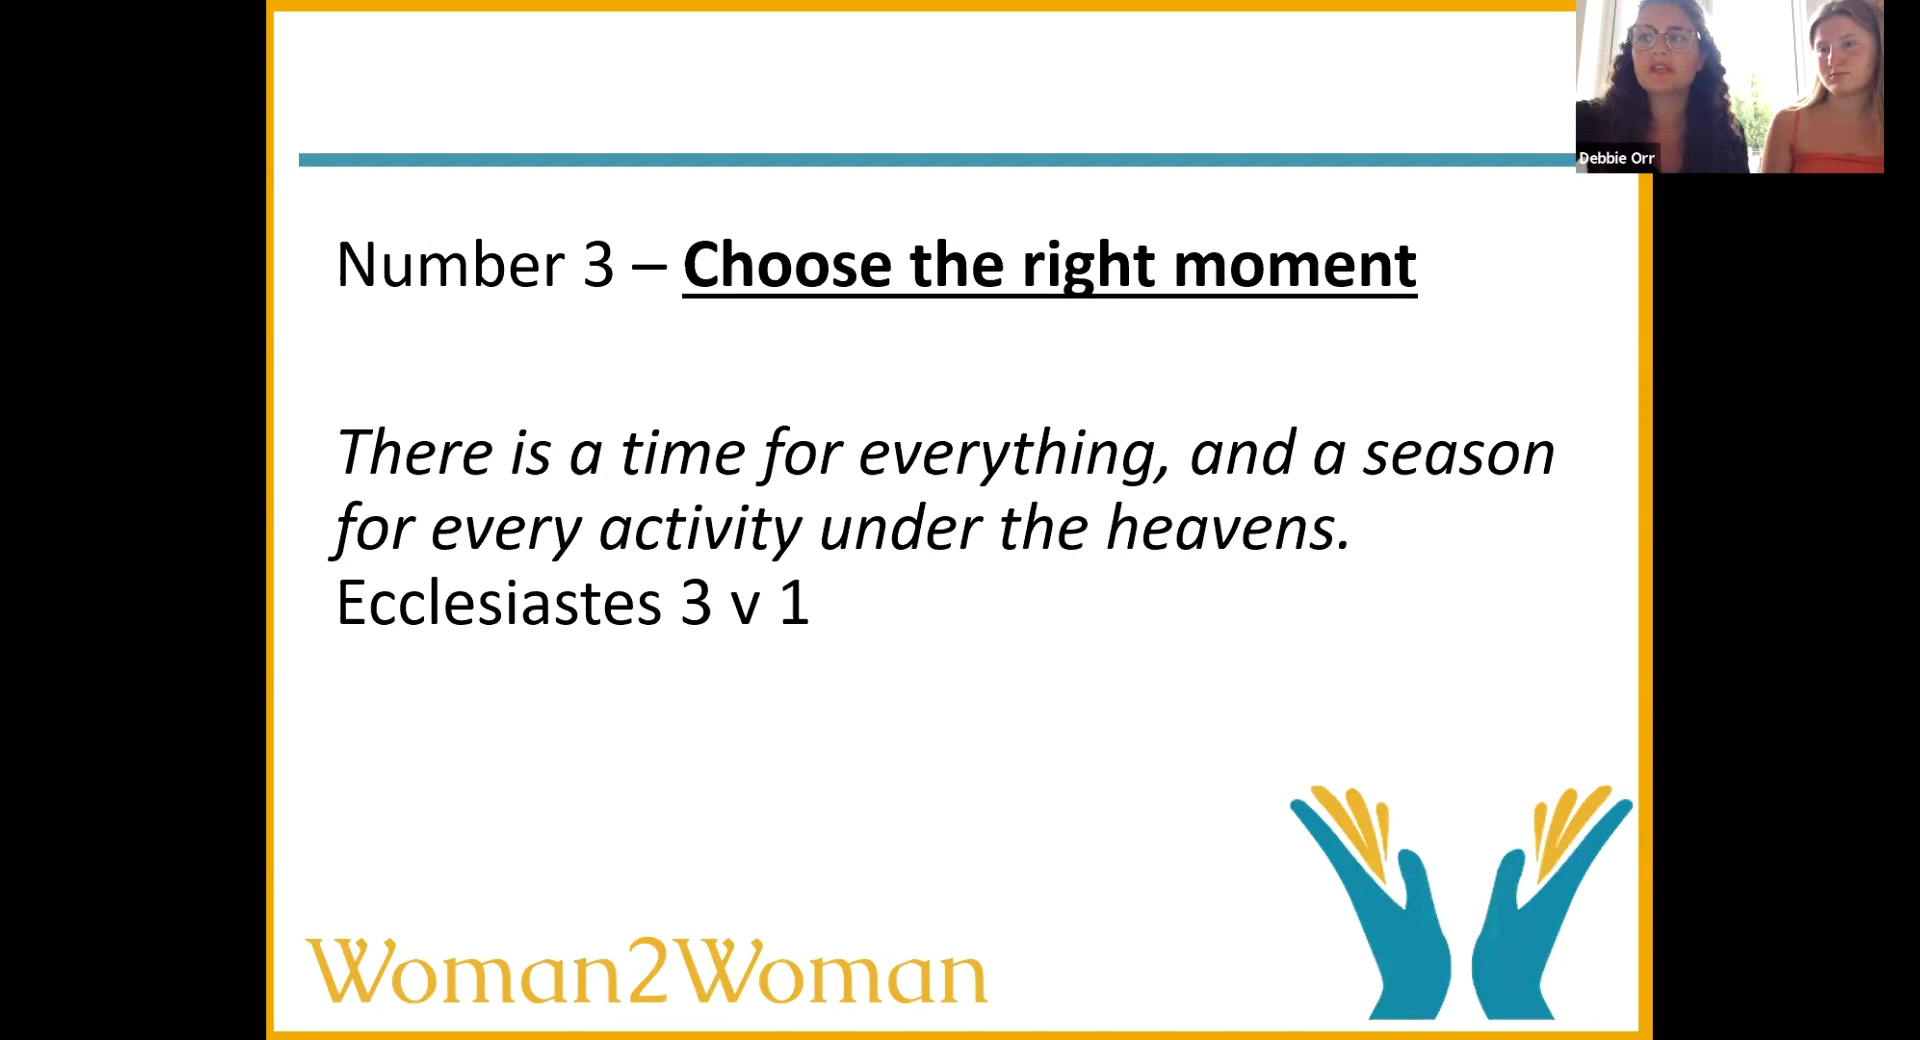 Debbie Orr
Number 3 – Choose the right moment
There is a time for everything, and a season
for every activity under the heavens.
Ecclesiastes 3 v 1
Woman2Woman